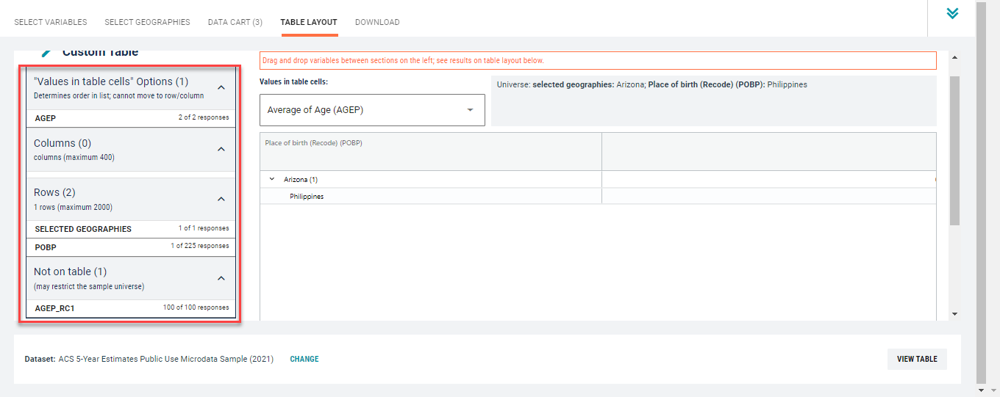 SELECT VARIABLES SELECT GEOGRAPHIES DATA CART (3) TABLE LAYOUT DOWNLOAD
Custom Table
"Values in table cells" Options (1)
Determines order in list; cannot move to row/column
AGEP 2 of 2 responses
Columns (0)
columns (maximum 400)
Rows (2)
1 rows (maximum 2000)
SELECTED GEOGRAPHIES 1 of 1 responses
POBP 1 of 225 responses
Not on table (1)
(may restrict the sample universe)
AGEP_RC1 100 of 100 responses
Drag and drop variables between sections on the left; see results on table layout below.
Values in table cells:
Average of Age (AGEP)
Universe: selected geographies: Arizona; Place of birth (Recode) (POBP): Philippines
Place of birth (Recode) (POBP)
Arizona (1)
Philippines
Dataset: ACS 5-Year Estimates Public Use Microdata Sample (2021) CHANGE
VIEW TABLE